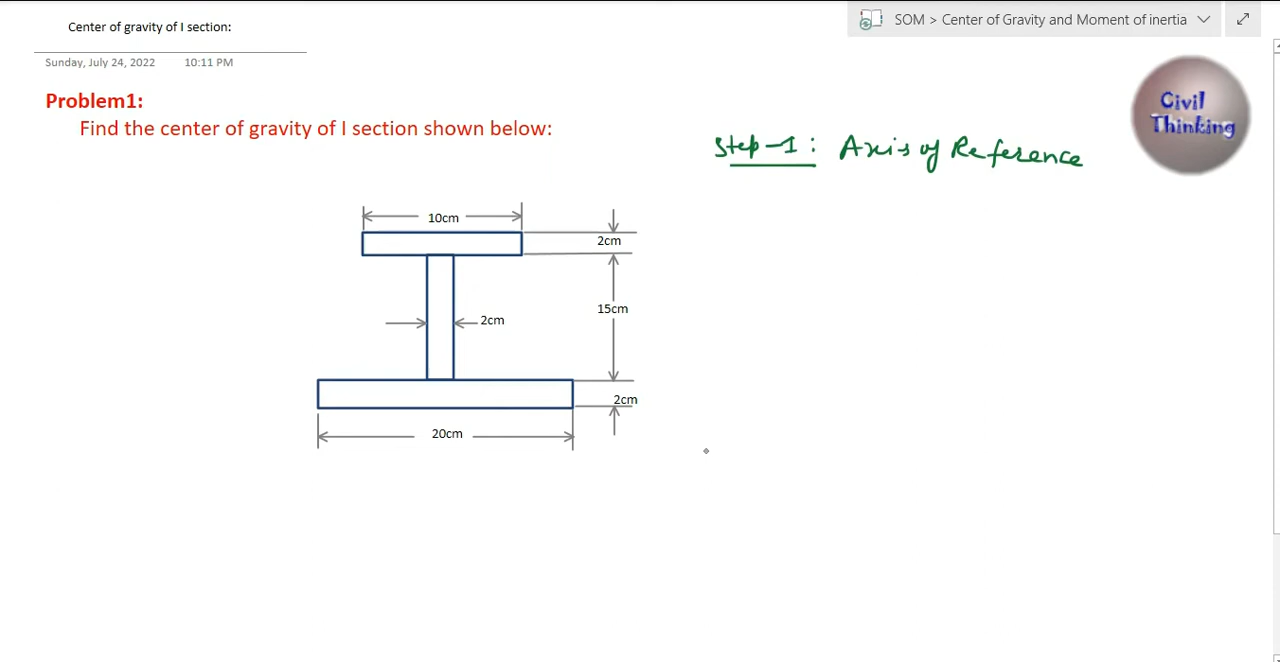 Center of gravity of I section:
SOM > Center of Gravity and Moment of inertia
Sunday, July 24, 2022 10:11 PM
Civil
Thinking
Problem1:
Find the center of gravity of I section shown below:
Step-1: Axis of Reference
10cm
2cm
15cm
2cm
2cm
20cm